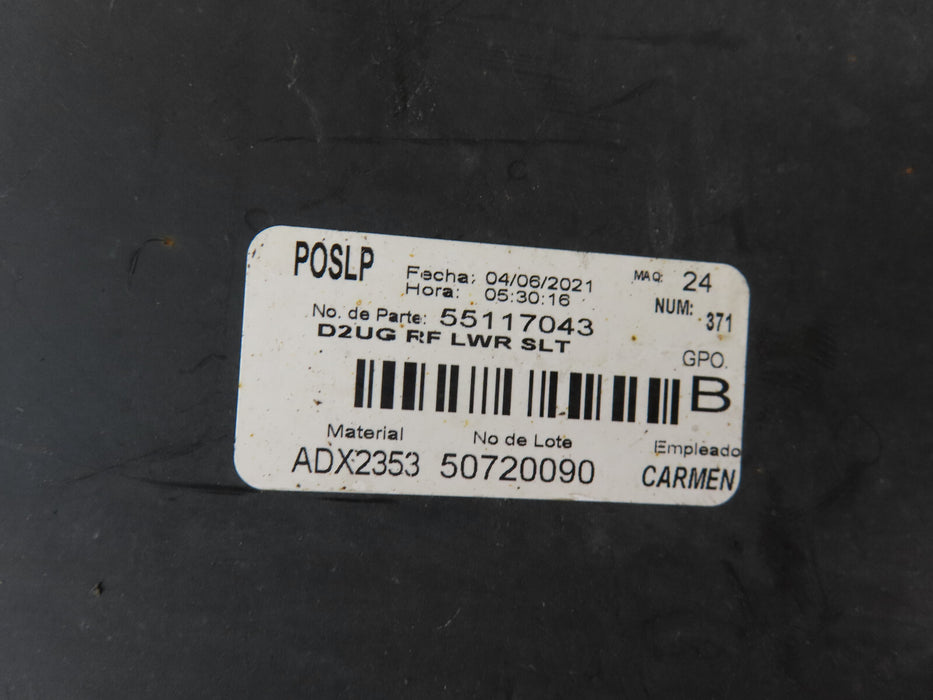 POSLP Fecha: 04/06/2021 MAQ: 24
Hora: 05:30:16 NUM: 371
No. de Parte: 55117043
D2UG RF LWR SLT
GPO.
B
Material No de Lote Empleado
ADX2353 50720090 CARMEN